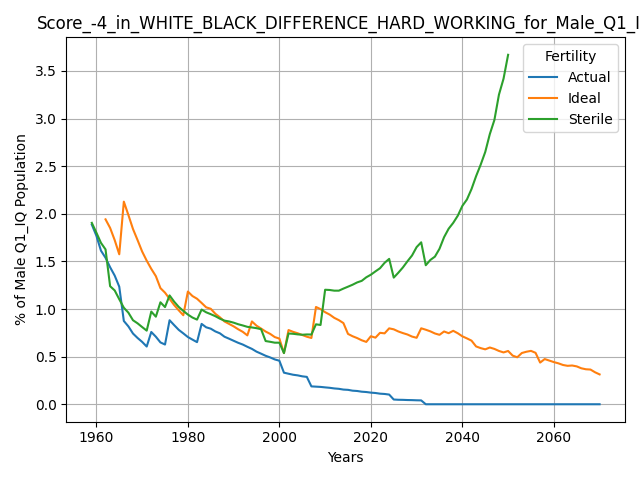 Score_-4_in_WHITE_BLACK_DIFFERENCE_HARD_WORKING_for_Male_Q1_I
Fertility
Actual
Ideal
Sterile
% of Male Q1_IQ Population
3.5
3.0
2.5
2.0
1.5
1.0
0.5
0.0
1960 1980 2000 2020 2040 2060
Years